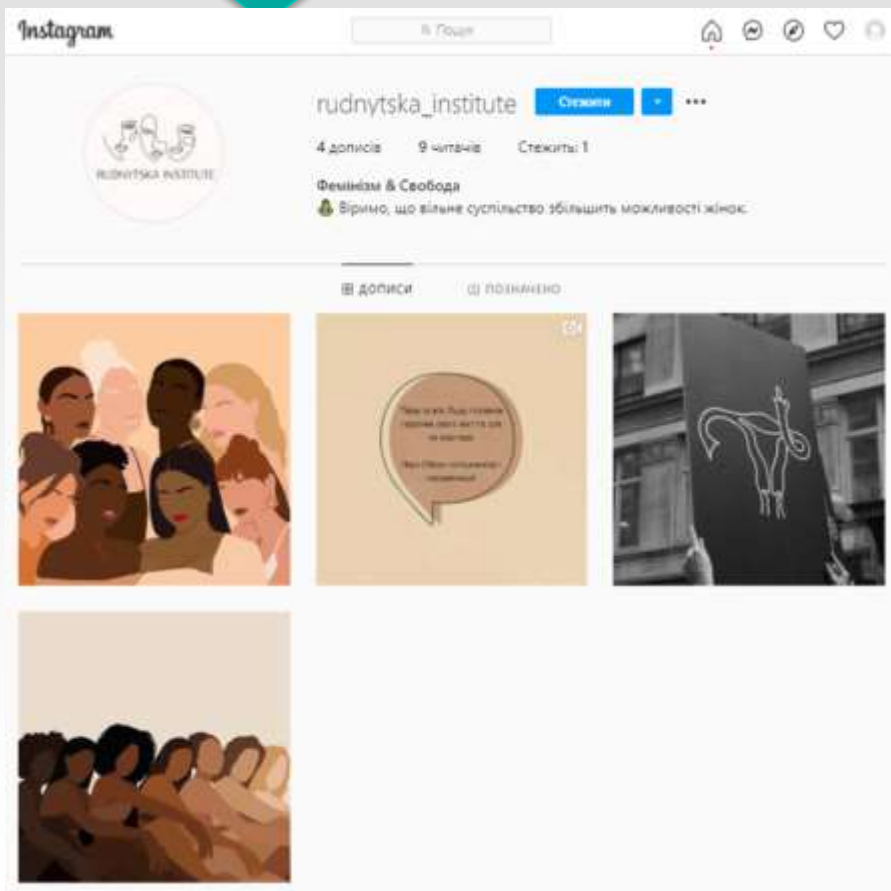 Instagram
Пошук
rudnytska_institute Стежити
4 дописів 9 читачів Стежить: 1
Фемінізм & Свобода
Віримо, що вільне суспільство збільшить можливості жінок.
RUDNYTSKA INSTITUTE
ДОПИСИ ПОЗНАЧЕНО